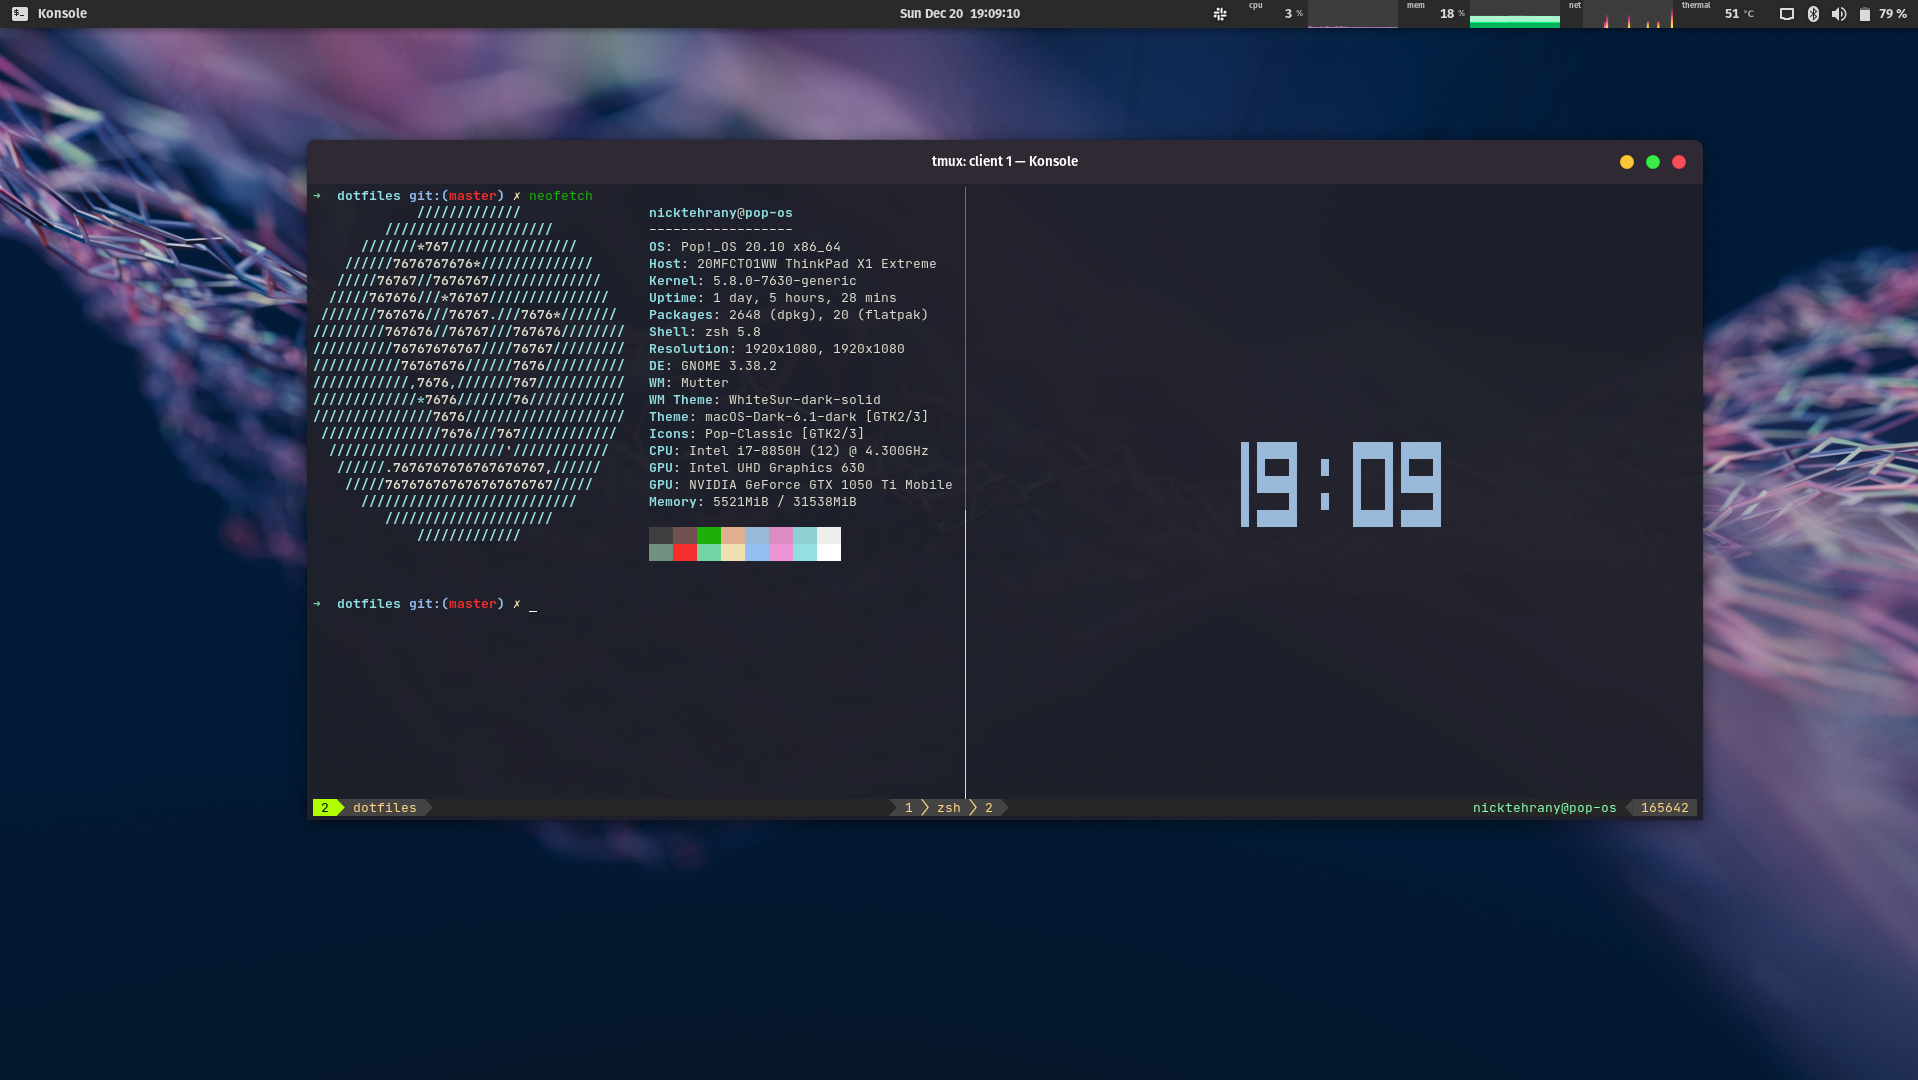 Konsole
Sun Dec 20 19:09:10
cpu 3 %
mem 18 %
net
thermal 51 °C
79 %
tmux: client 1 — Konsole
→ dotfiles git:(master) ✗ neofetch
/////////////
/////////////////////
///////*767////////////////
//////7676767676*//////////////
/////76767//7676767//////////////
/////767676///*76767///////////////
///////767676///76767.///7676*///////
/////////767676//76767///767676////////
//////////76767676767////76767/////////
///////////76767676//////7676//////////
////////////,7676,///////767///////////
/////////////*7676///////76////////////
///////////////7676////////////////////
///////////////7676///767////////////
//////////////////////'////////////
//////.7676767676767676767,//////
/////767676767676767676767/////
///////////////////////////
/////////////////////
/////////////
nicktehrany@pop-os
------------------
OS: Pop!_OS 20.10 x86_64
Host: 20MFCTO1WW ThinkPad X1 Extreme
Kernel: 5.8.0-7630-generic
Uptime: 1 day, 5 hours, 28 mins
Packages: 2648 (dpkg), 20 (flatpak)
Shell: zsh 5.8
Resolution: 1920x1080, 1920x1080
DE: GNOME 3.38.2
WM: Mutter
WM Theme: WhiteSur-dark-solid
Theme: macOS-Dark-6.1-dark [GTK2/3]
Icons: Pop-Classic [GTK2/3]
CPU: Intel i7-8850H (12) @ 4.300GHz
GPU: Intel UHD Graphics 630
GPU: NVIDIA GeForce GTX 1050 Ti Mobile
Memory: 5521MiB / 31538MiB
→ dotfiles git:(master) ✗ _
19:09
2 dotfiles
1 zsh 2
nicktehrany@pop-os 165642